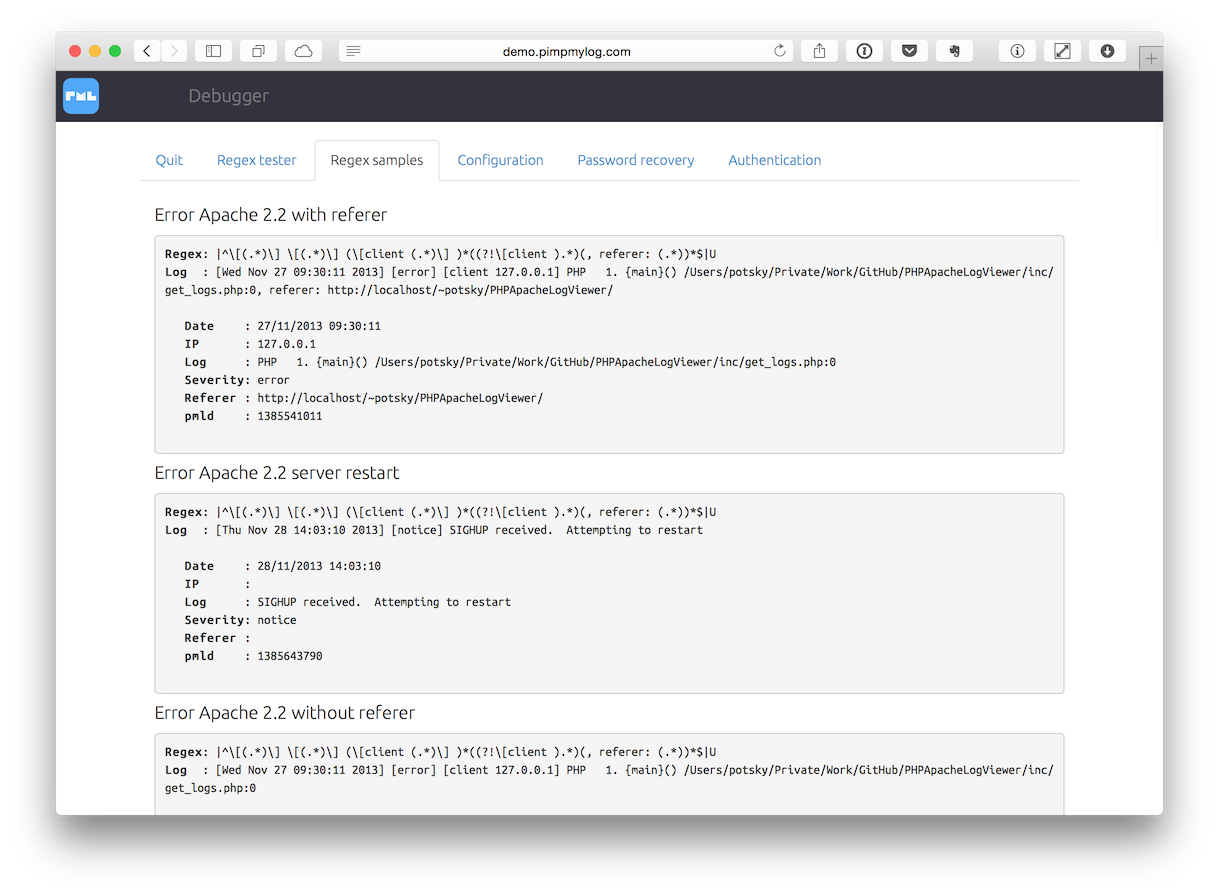 demo.pimpmylog.com
PML
Debugger
Quit Regex tester Regex samples Configuration Password recovery Authentication
Error Apache 2.2 with referer
Regex: |^\[(.*)\] \[(.*)\] (\[client (.*)\] )*((?!\[client ).*)(, referer: (.*))*$|U
Log  : [Wed Nov 27 09:30:11 2013] [error] [client 127.0.0.1] PHP   1. {main}() /Users/potsky/Private/Work/GitHub/PHPApacheLogViewer/inc/
get_logs.php:0, referer: http://localhost/~potsky/PHPApacheLogViewer/
Date     : 27/11/2013 09:30:11
IP       : 127.0.0.1
Log      : PHP   1. {main}() /Users/potsky/Private/Work/GitHub/PHPApacheLogViewer/inc/get_logs.php:0
Severity: error
Referer : http://localhost/~potsky/PHPApacheLogViewer/
pmld     : 1385541011
Error Apache 2.2 server restart
Regex: |^\[(.*)\] \[(.*)\] (\[client (.*)\] )*((?!\[client ).*)(, referer: (.*))*$|U
Log  : [Thu Nov 28 14:03:10 2013] [notice] SIGHUP received.  Attempting to restart
Date     : 28/11/2013 14:03:10
IP       :
Log      : SIGHUP received.  Attempting to restart
Severity: notice
Referer :
pmld     : 1385643790
Error Apache 2.2 without referer
Regex: |^\[(.*)\] \[(.*)\] (\[client (.*)\] )*((?!\[client ).*)(, referer: (.*))*$|U
Log  : [Wed Nov 27 09:30:11 2013] [error] [client 127.0.0.1] PHP   1. {main}() /Users/potsky/Private/Work/GitHub/PHPApacheLogViewer/inc/
get_logs.php:0